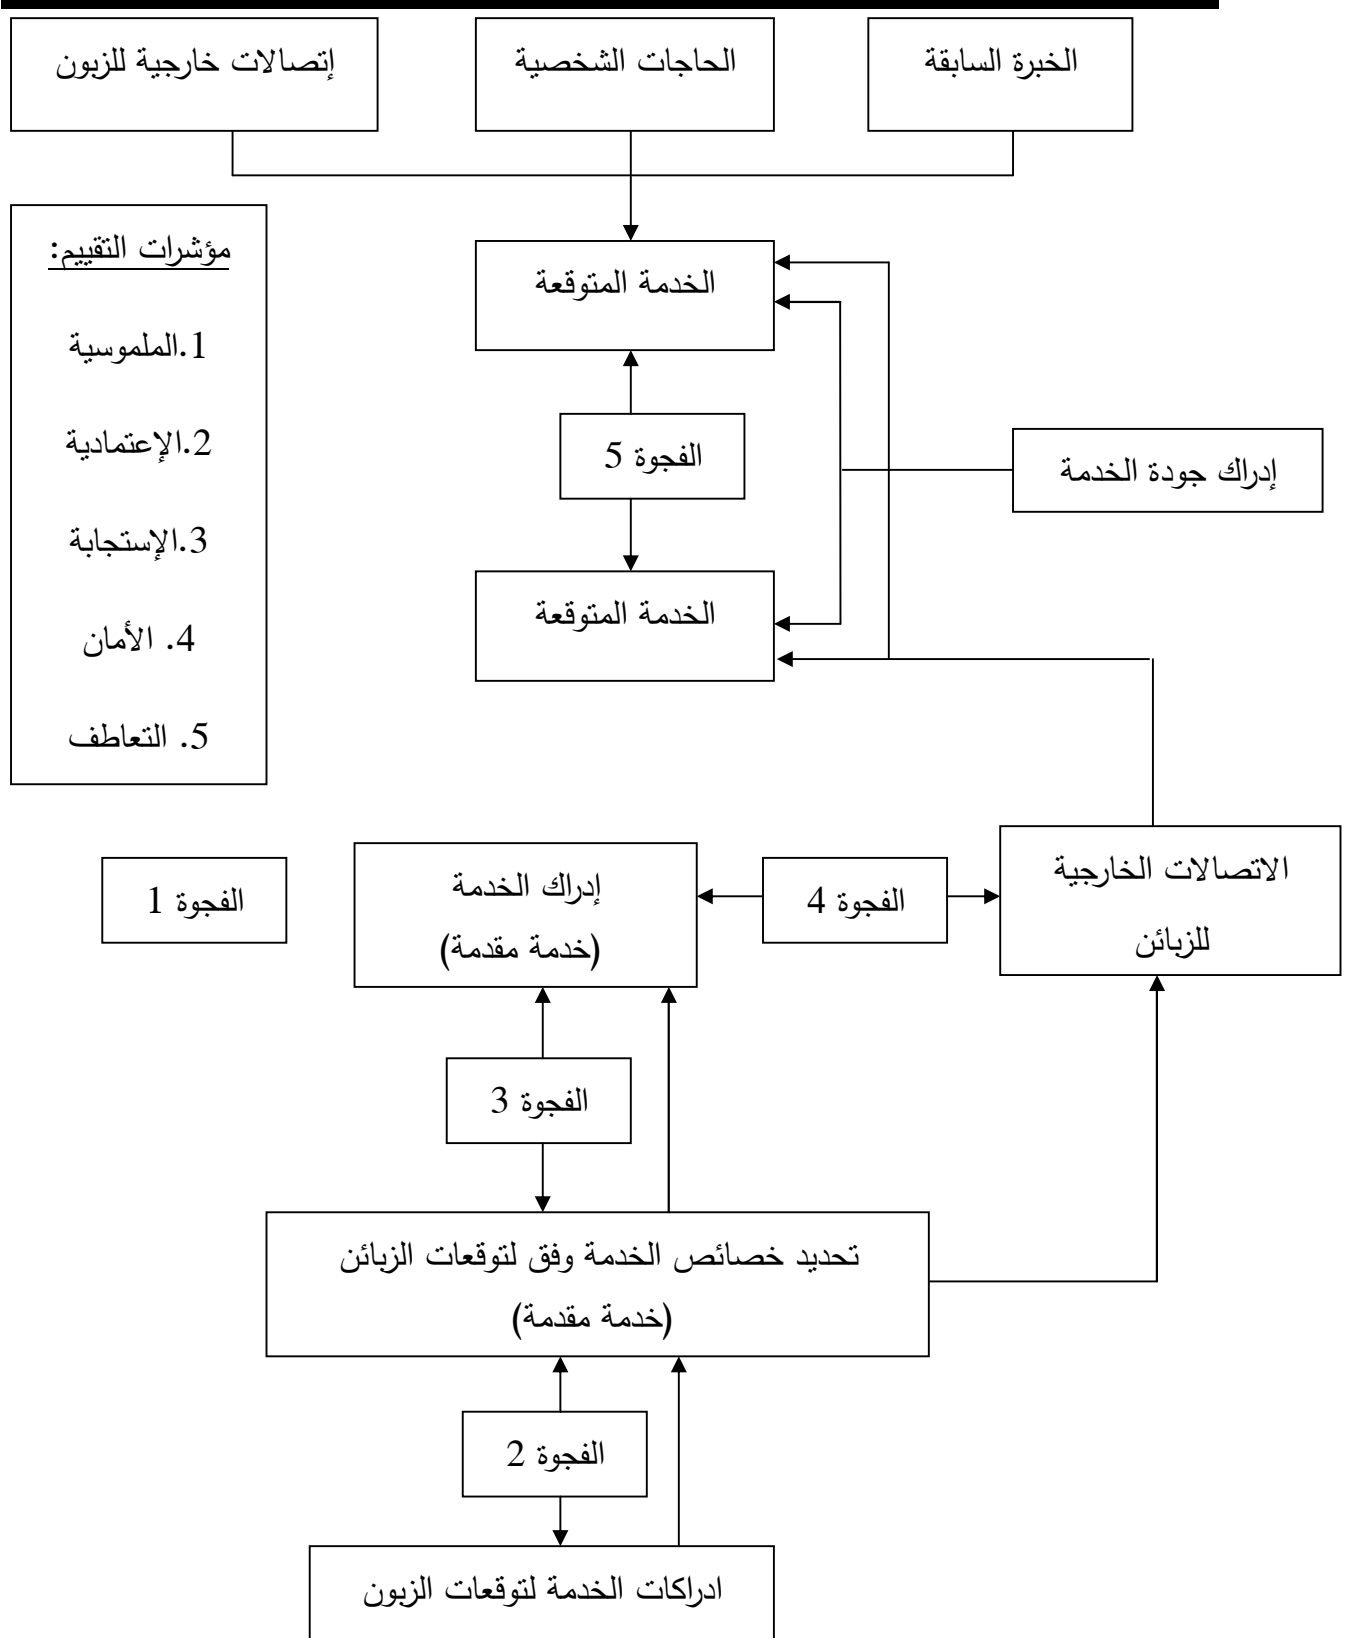 الخبرة السابقة
الحاجات الشخصية
إتصالات خارجية للزبون
مؤشرات التقييم:
1.الملموسية
2.الإعتمادية
3.الإستجابة
4. الأمان
5. التعاطف
الخدمة المتوقعة
الفجوة 5
إدراك جودة الخدمة
الخدمة المتوقعة
الاتصالات الخارجية
للزبائن
الفجوة 4
إدراك الخدمة
(خدمة مقدمة)
الفجوة 1
الفجوة 3
تحديد خصائص الخدمة وفق لتوقعات الزبائن
(خدمة مقدمة)
الفجوة 2
ادراكات الخدمة لتوقعات الزبون